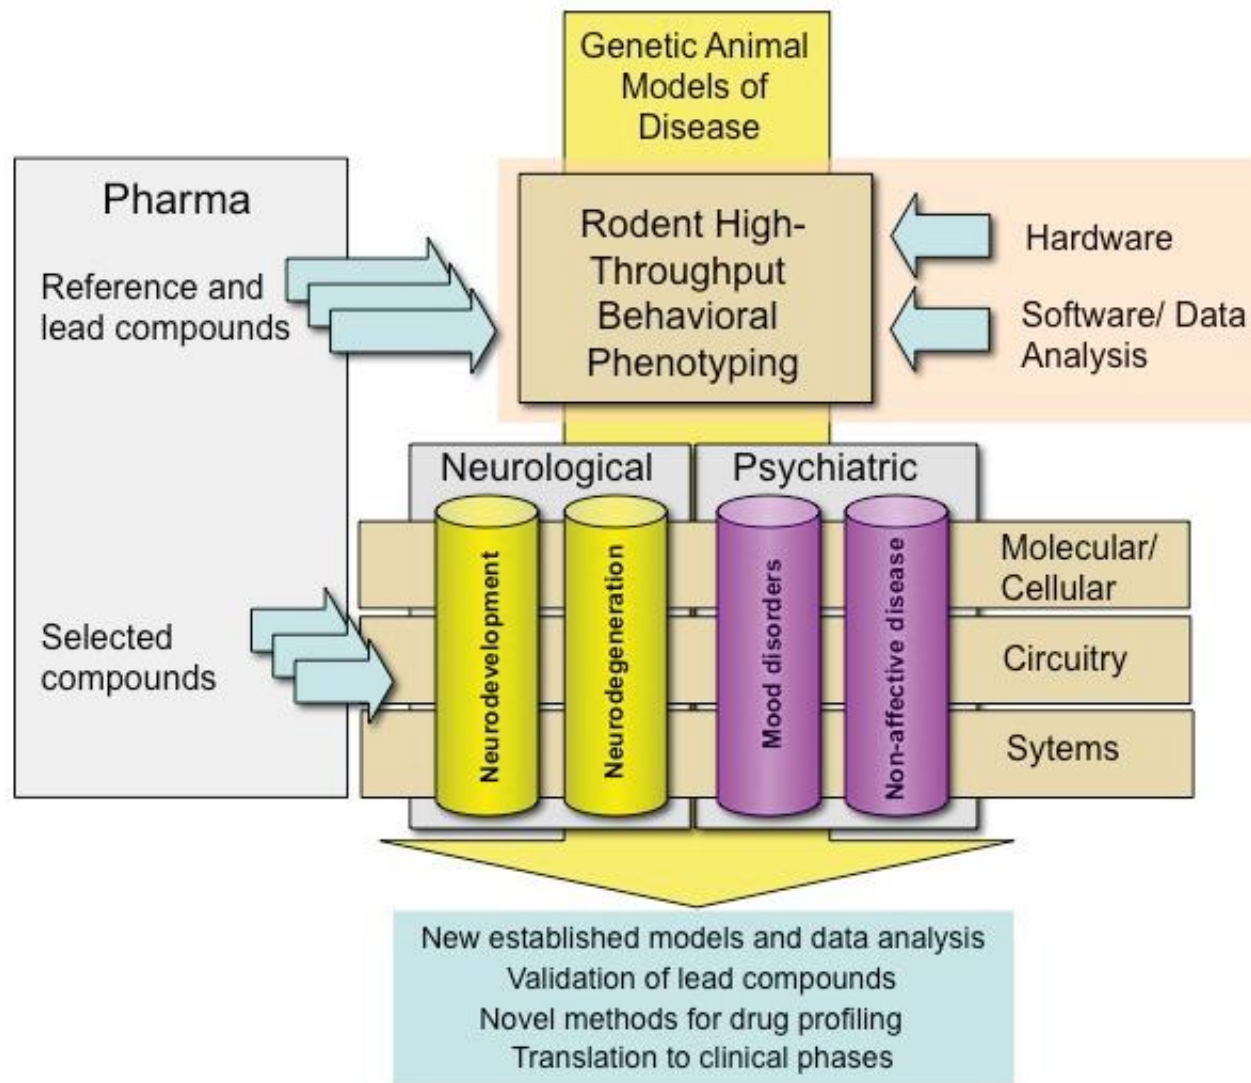 Genetic Animal
Models of
Disease
Pharma
Reference and
lead compounds
Rodent High-
Throughput
Behavioral
Phenotyping
Hardware
Software/ Data
Analysis
Neurological
Psychiatric
Neurodevelopment
Neurodegeneration
Mood disorders
Non-affective disease
Molecular/
Cellular
Selected
compounds
Circuitry
Sytems
New established models and data analysis
Validation of lead compounds
Novel methods for drug profiling
Translation to clinical phases